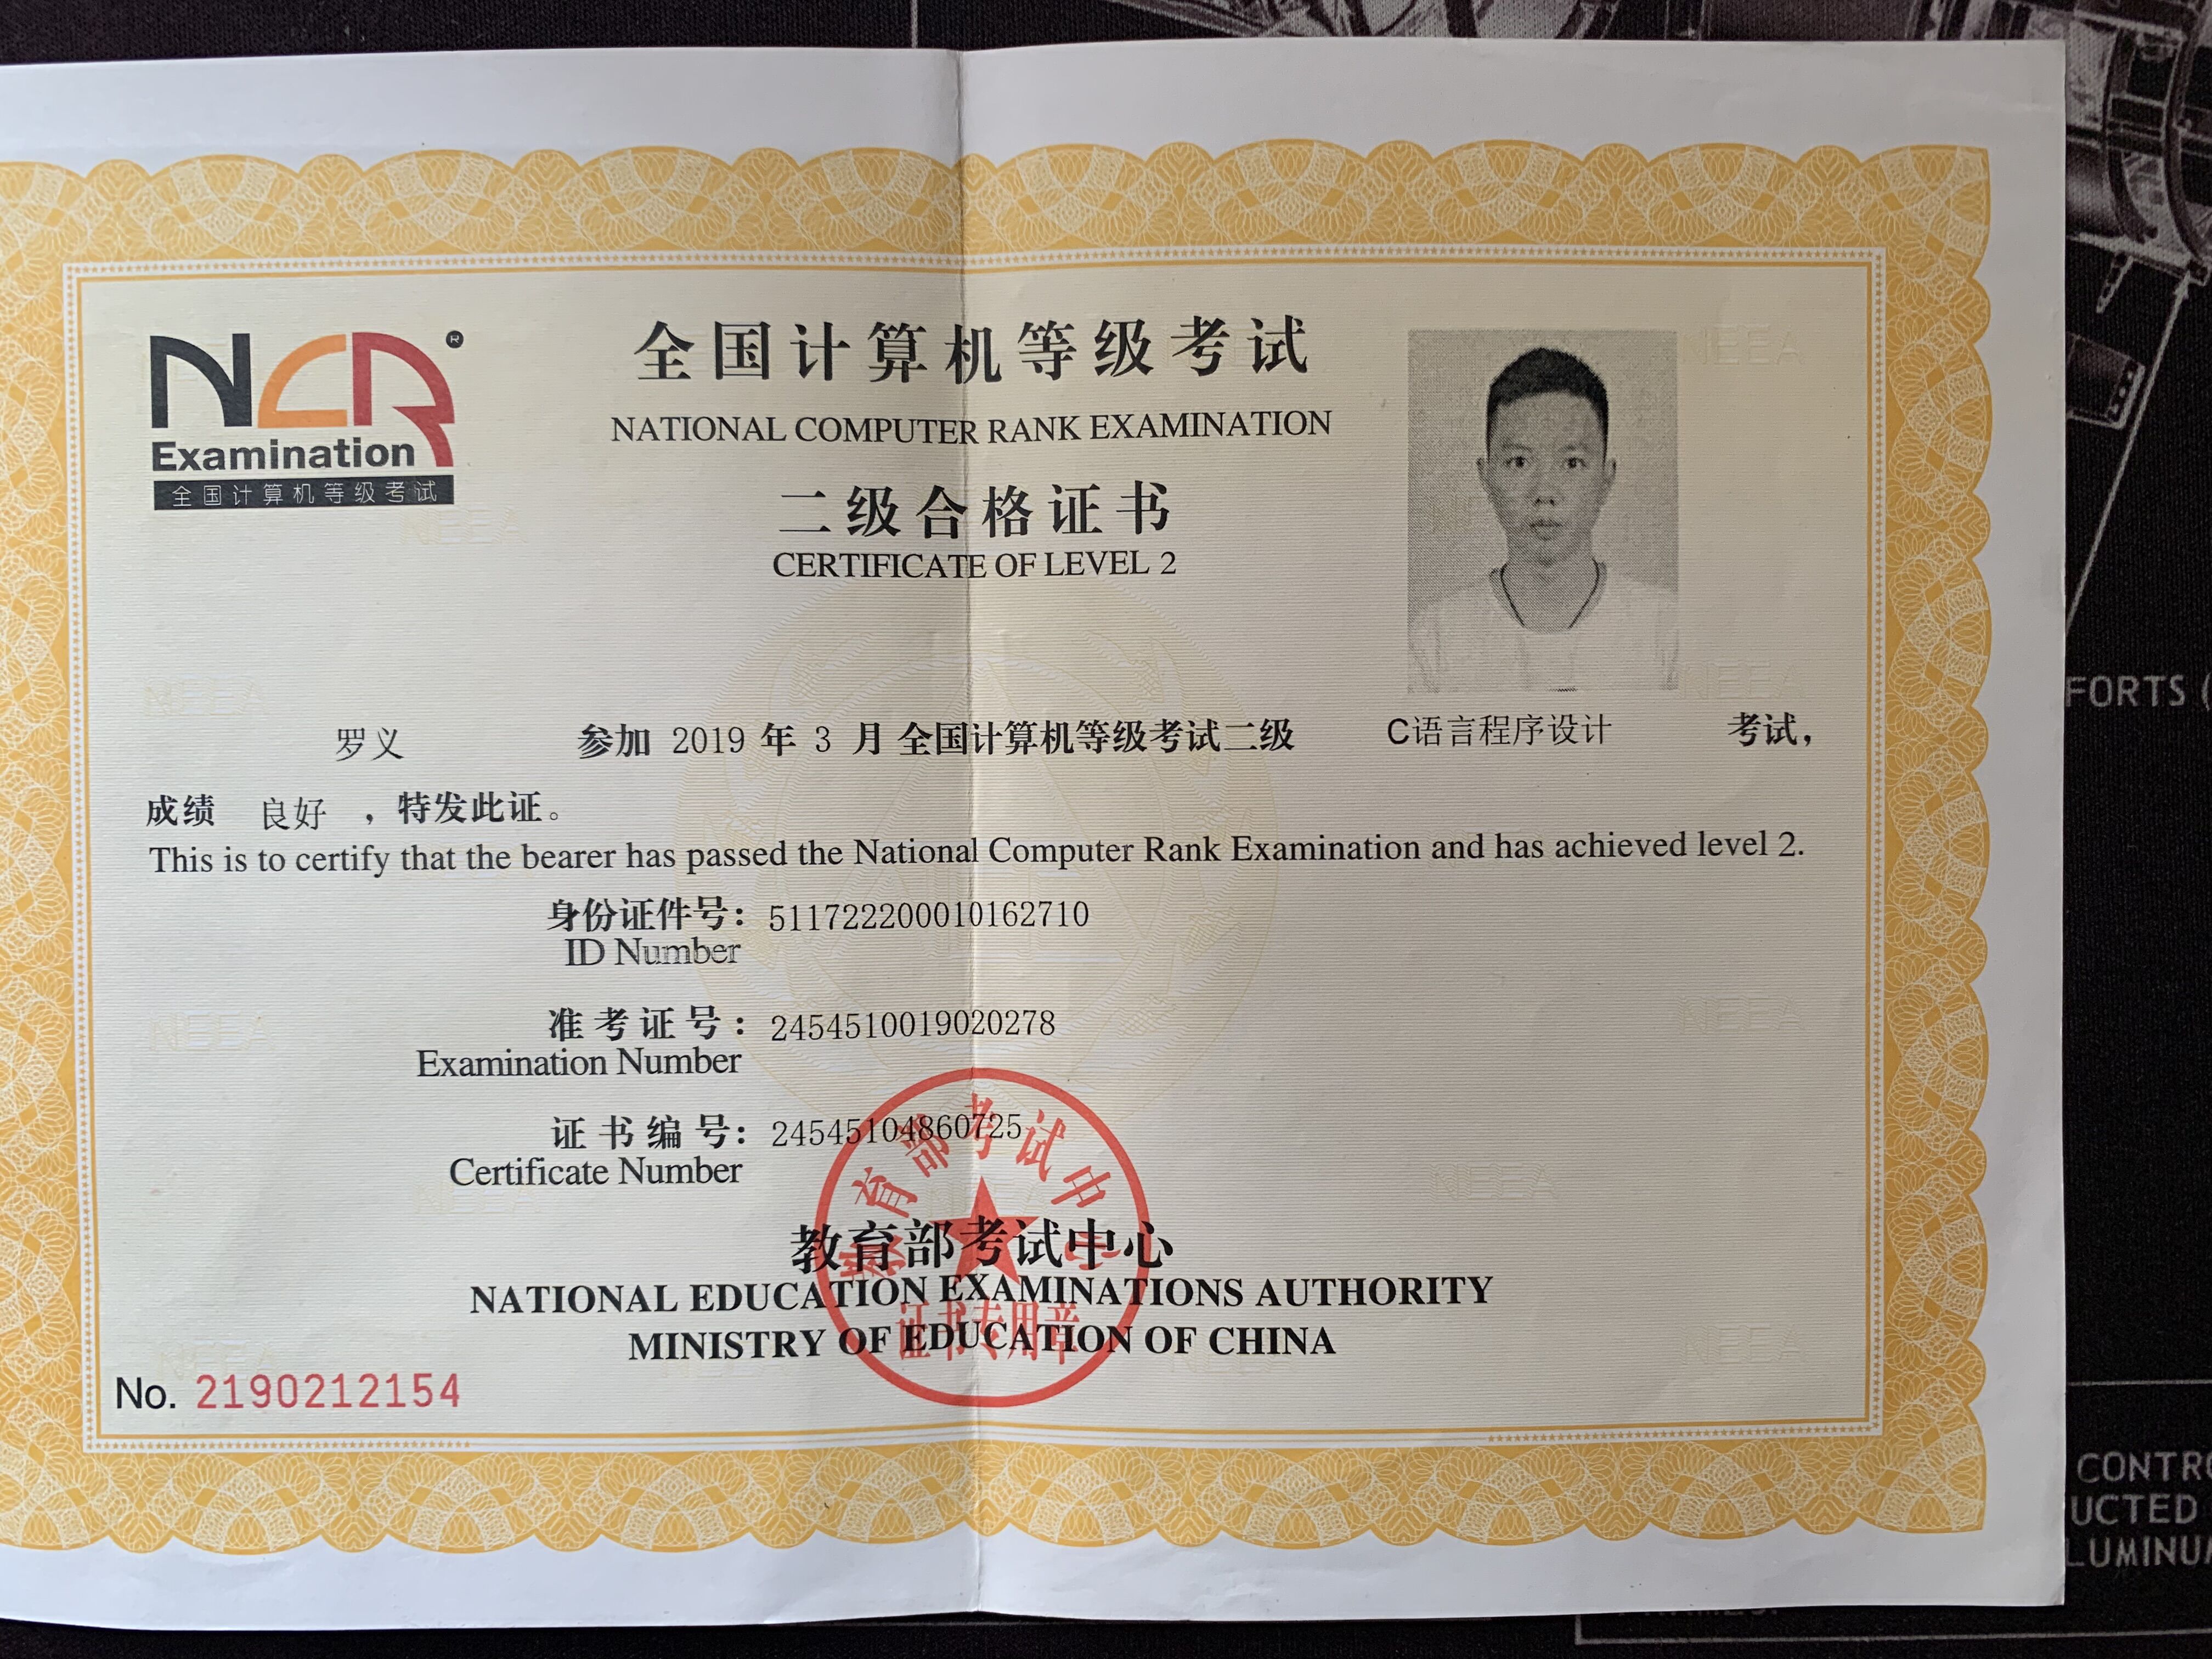 NCR®
Examination
全国计算机等级考试
全国计算机等级考试
NATIONAL COMPUTER RANK EXAMINATION
二级合格证书
CERTIFICATE OF LEVEL 2
罗义 参加 2019 年 3 月 全国计算机等级考试二级 C语言程序设计 考试，
成绩 良好 ，特发此证。
This is to certify that the bearer has passed the National Computer Rank Examination and has achieved level 2.
身份证件号：511722200010162710
ID Number
准考证号：2454510019020278
Examination Number
证书编号：24545104860725
Certificate Number
教育部考试中心
教育部考试中心
NATIONAL EDUCATION EXAMINATIONS AUTHORITY
证书专用章
MINISTRY OF EDUCATION OF CHINA
No. 2190212154
FORTS (
CONTR
UCTED
LUMINU